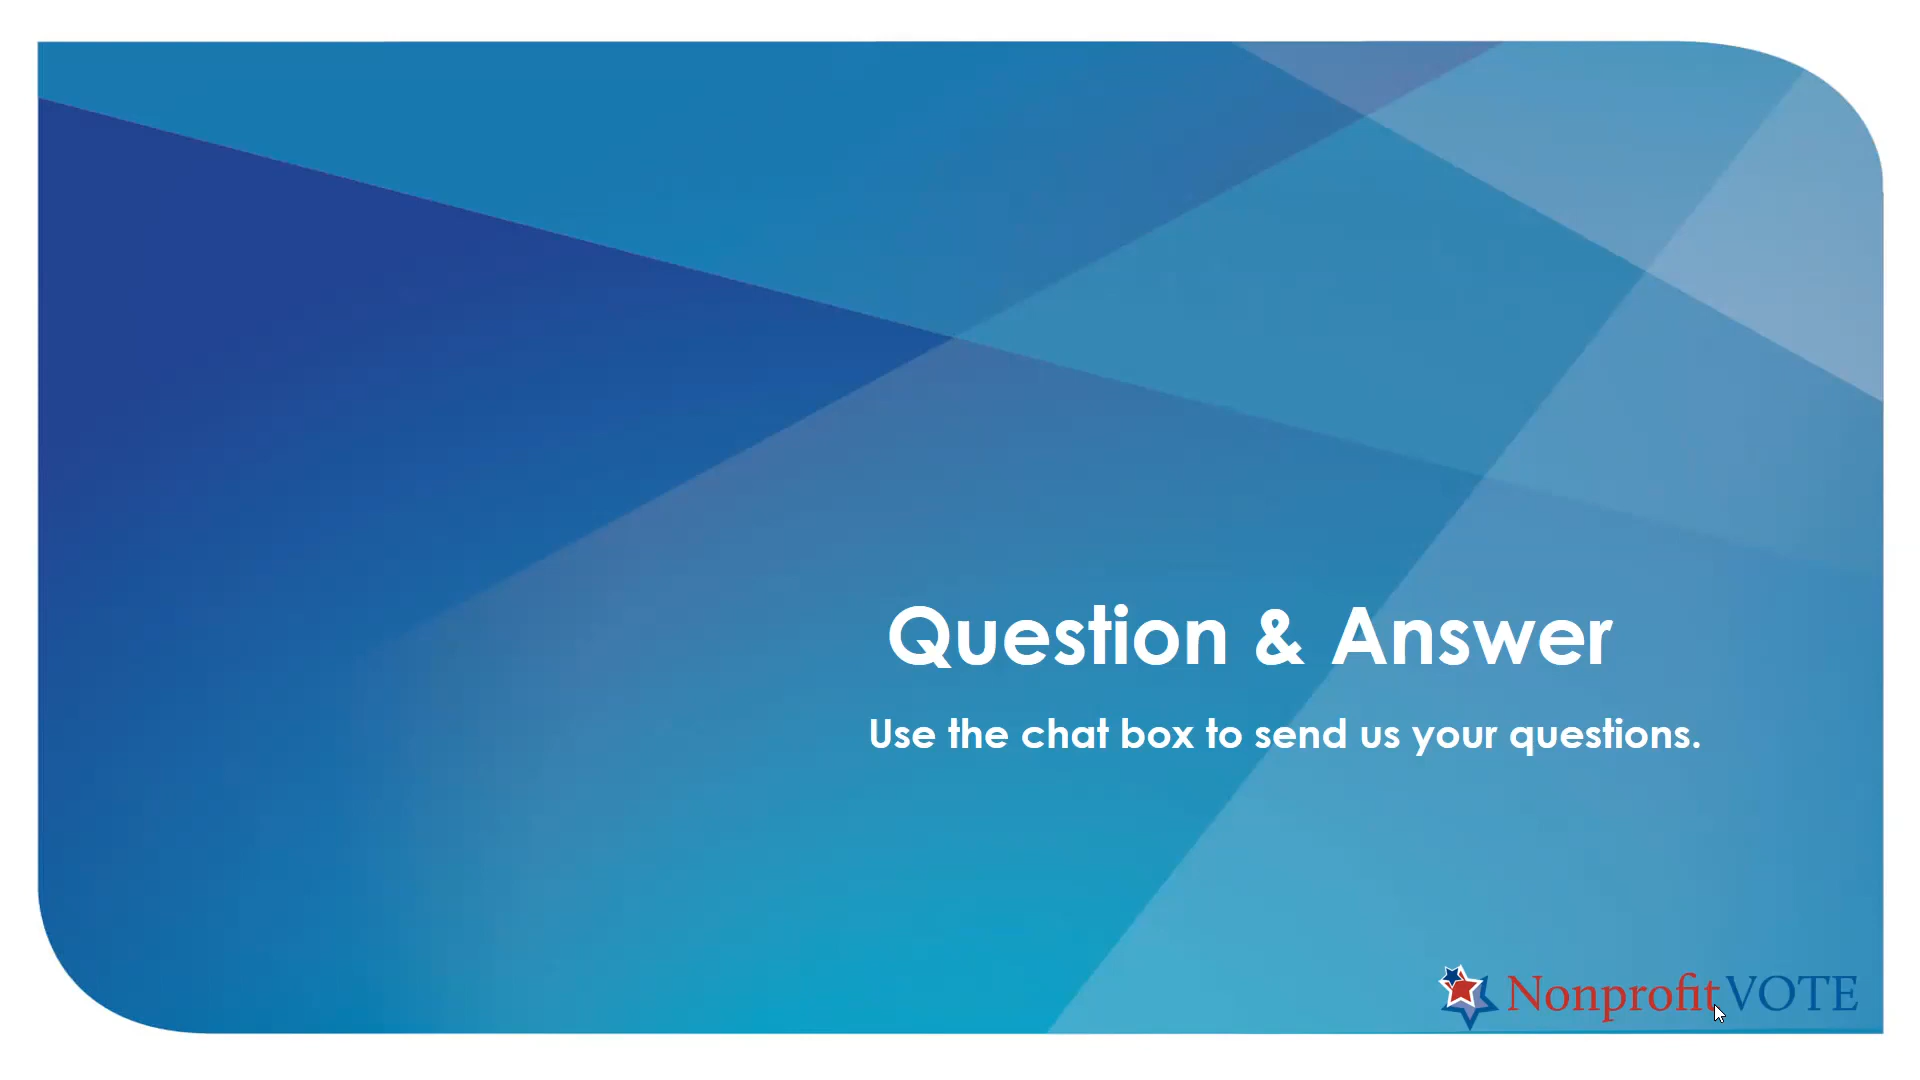 Question & Answer
Use the chat box to send us your questions.
NonprofitVOTE